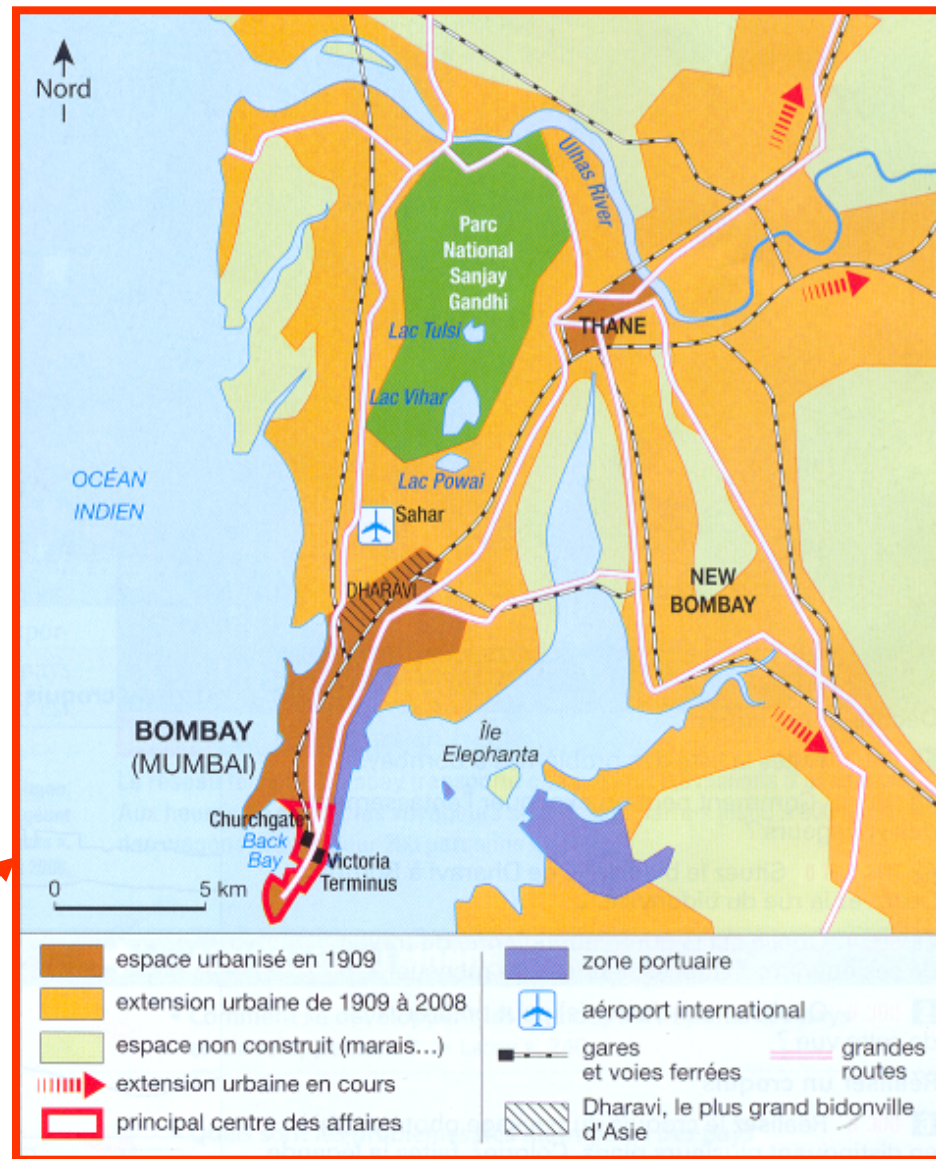 Nord
Ulhas River
Parc
National
Sanjay
Gandhi
Lac Tulsi
THANE
Lac Vihar
Lac Powai
OCÉAN
INDIEN
Sahar
DHARAVI
NEW
BOMBAY
BOMBAY
(MUMBAI)
Île
Elephanta
Churchgate
Back
Bay
Victoria
Terminus
0 5 km
espace urbanisé en 1909
extension urbaine de 1909 à 2008
espace non construit (marais...)
extension urbaine en cours
principal centre des affaires
zone portuaire
aéroport international
gares
et voies ferrées
grandes
routes
Dharavi, le plus grand bidonville
d'Asie